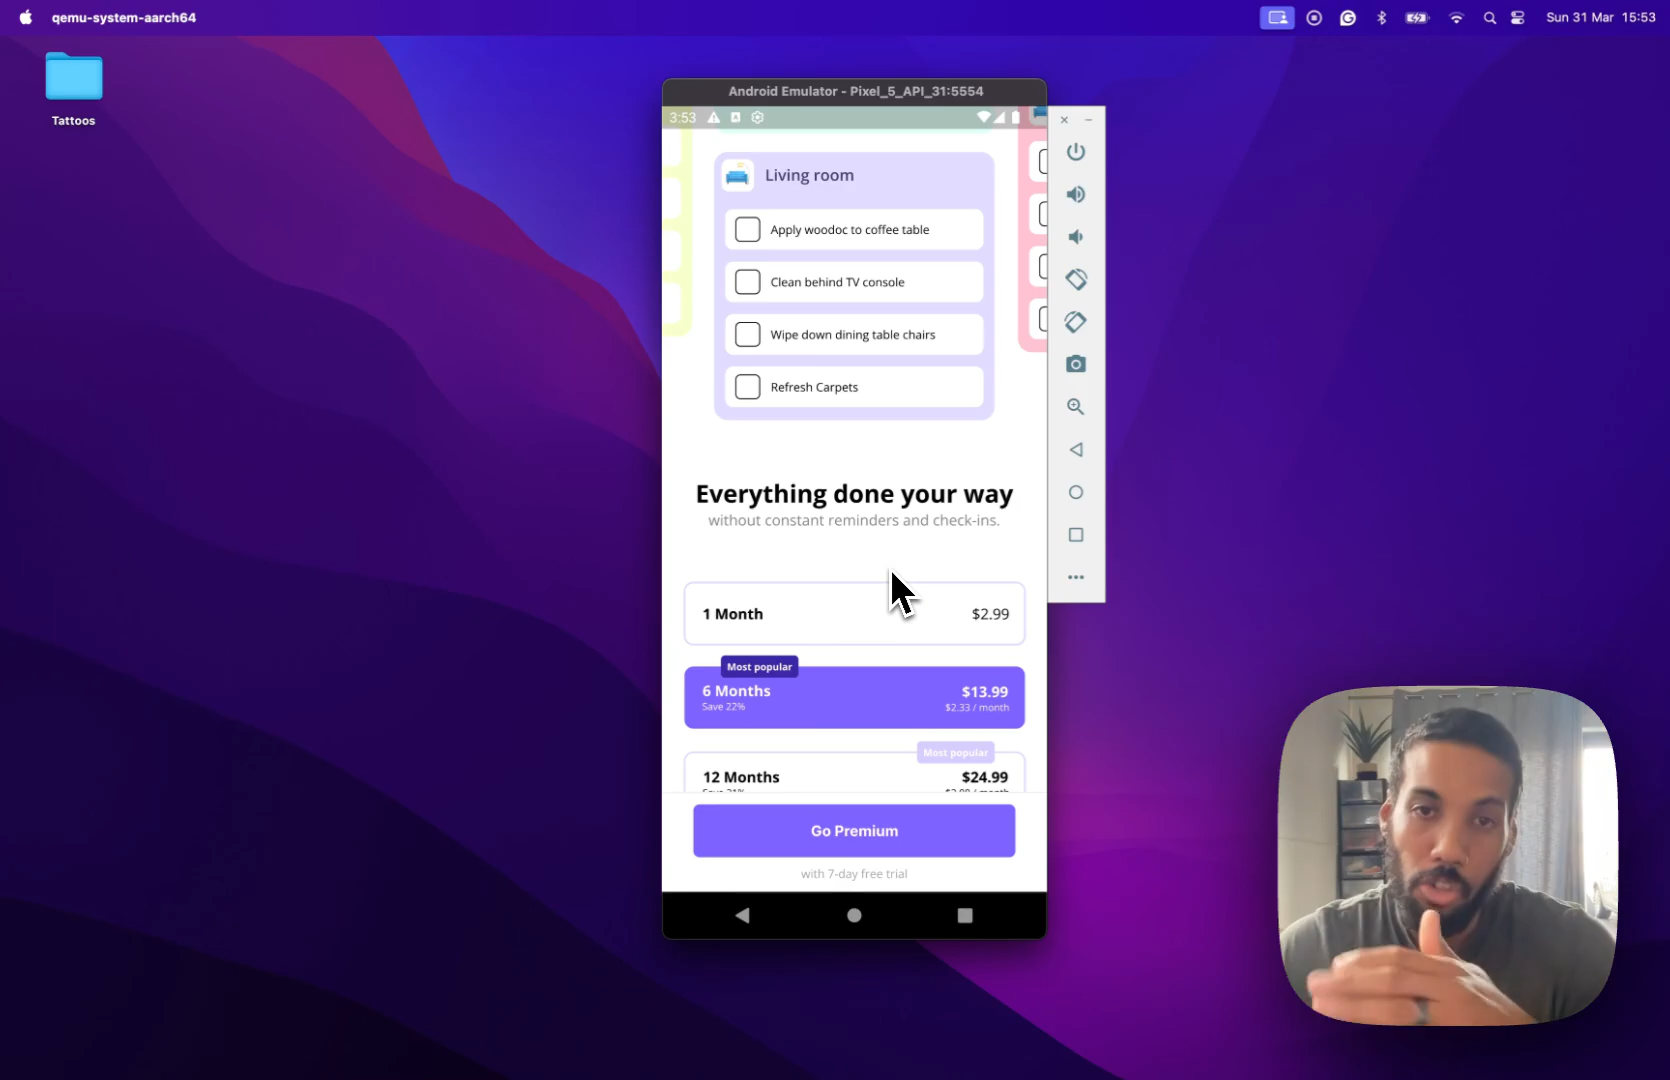 qemu-system-aarch64
Sun 31 Mar 15:53
Tattoos
Android Emulator - Pixel_5_API_31:5554
3:53
Living room
Apply woodoc to coffee table
Clean behind TV console
Wipe down dining table chairs
Refresh Carpets
Everything done your way
without constant reminders and check-ins.
1 Month
$2.99
Most popular
6 Months
$13.99
Save 22%
$2.33 / month
Most popular
12 Months
$24.99
Go Premium
with 7-day free trial